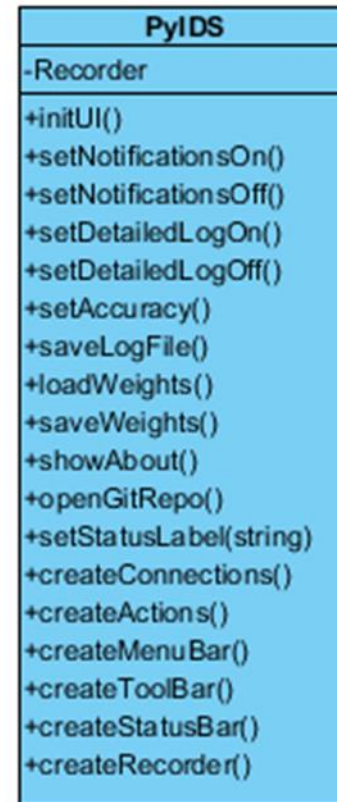 PyIDS
-Recorder
+initUI()
+setNotificationsOn()
+setNotificationsOff()
+setDetailedLogOn()
+setDetailedLogOff()
+setAccuracy()
+saveLogFile()
+loadWeights()
+saveWeights()
+showAbout()
+openGitRepo()
+setStatusLabel(string)
+createConnections()
+createActions()
+createMenuBar()
+createToolBar()
+createStatusBar()
+createRecorder()